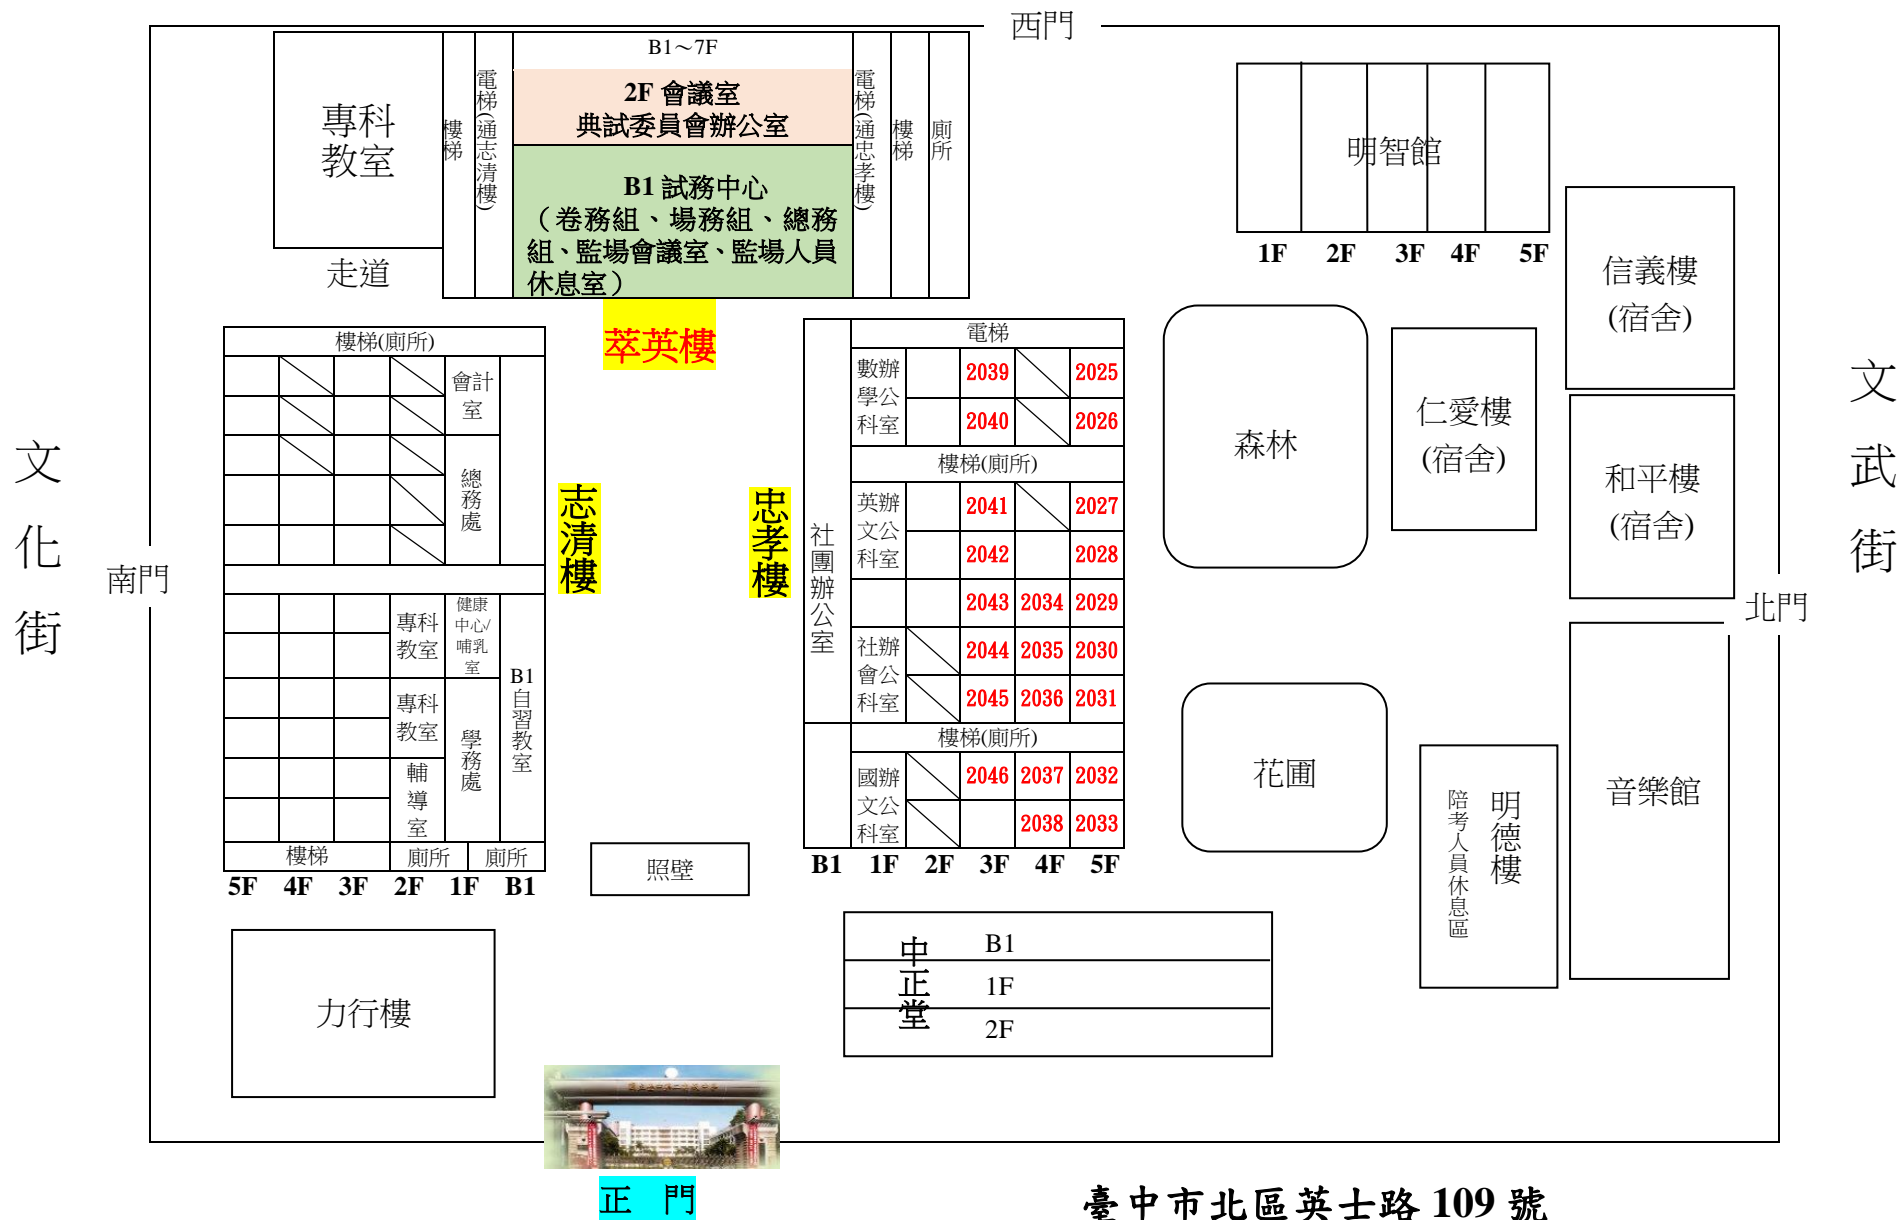 西門
B1～7F
2F 會議室
典試委員會辦公室
B1 試務中心
（卷務組、場務組、總務
組、監場會議室、監場人員
休息室）
專科
教室
樓梯
電梯(通志清樓)
電梯(通忠孝樓)
樓梯
廁所
走道
萃英樓
明智館
1F 2F 3F 4F 5F
信義樓
(宿舍)
仁愛樓
(宿舍)
和平樓
(宿舍)
森林
花圃
音樂館
明德樓
陪考人員休息區
文化街
南門
文武街
北門
樓梯(廁所)
會計
室
總務處
志清樓
專科
教室
健康
中心/
哺乳
室
專科
教室
學務處
輔導室
B1自習教室
樓梯 廁所 廁所
5F 4F 3F 2F 1F B1
忠孝樓
社團辦公室
電梯
數辦
學公
科室
2039 2025
2040 2026
樓梯(廁所)
英辦
文公
科室
2041 2027
2042 2028
2043 2034 2029
社辦
會公
科室
2044 2035 2030
2045 2036 2031
樓梯(廁所)
國辦
文公
科室
2046 2037 2032
2038 2033
B1 1F 2F 3F 4F 5F
照壁
中正堂
B1
1F
2F
力行樓
正 門
臺中市北區英士路 109 號